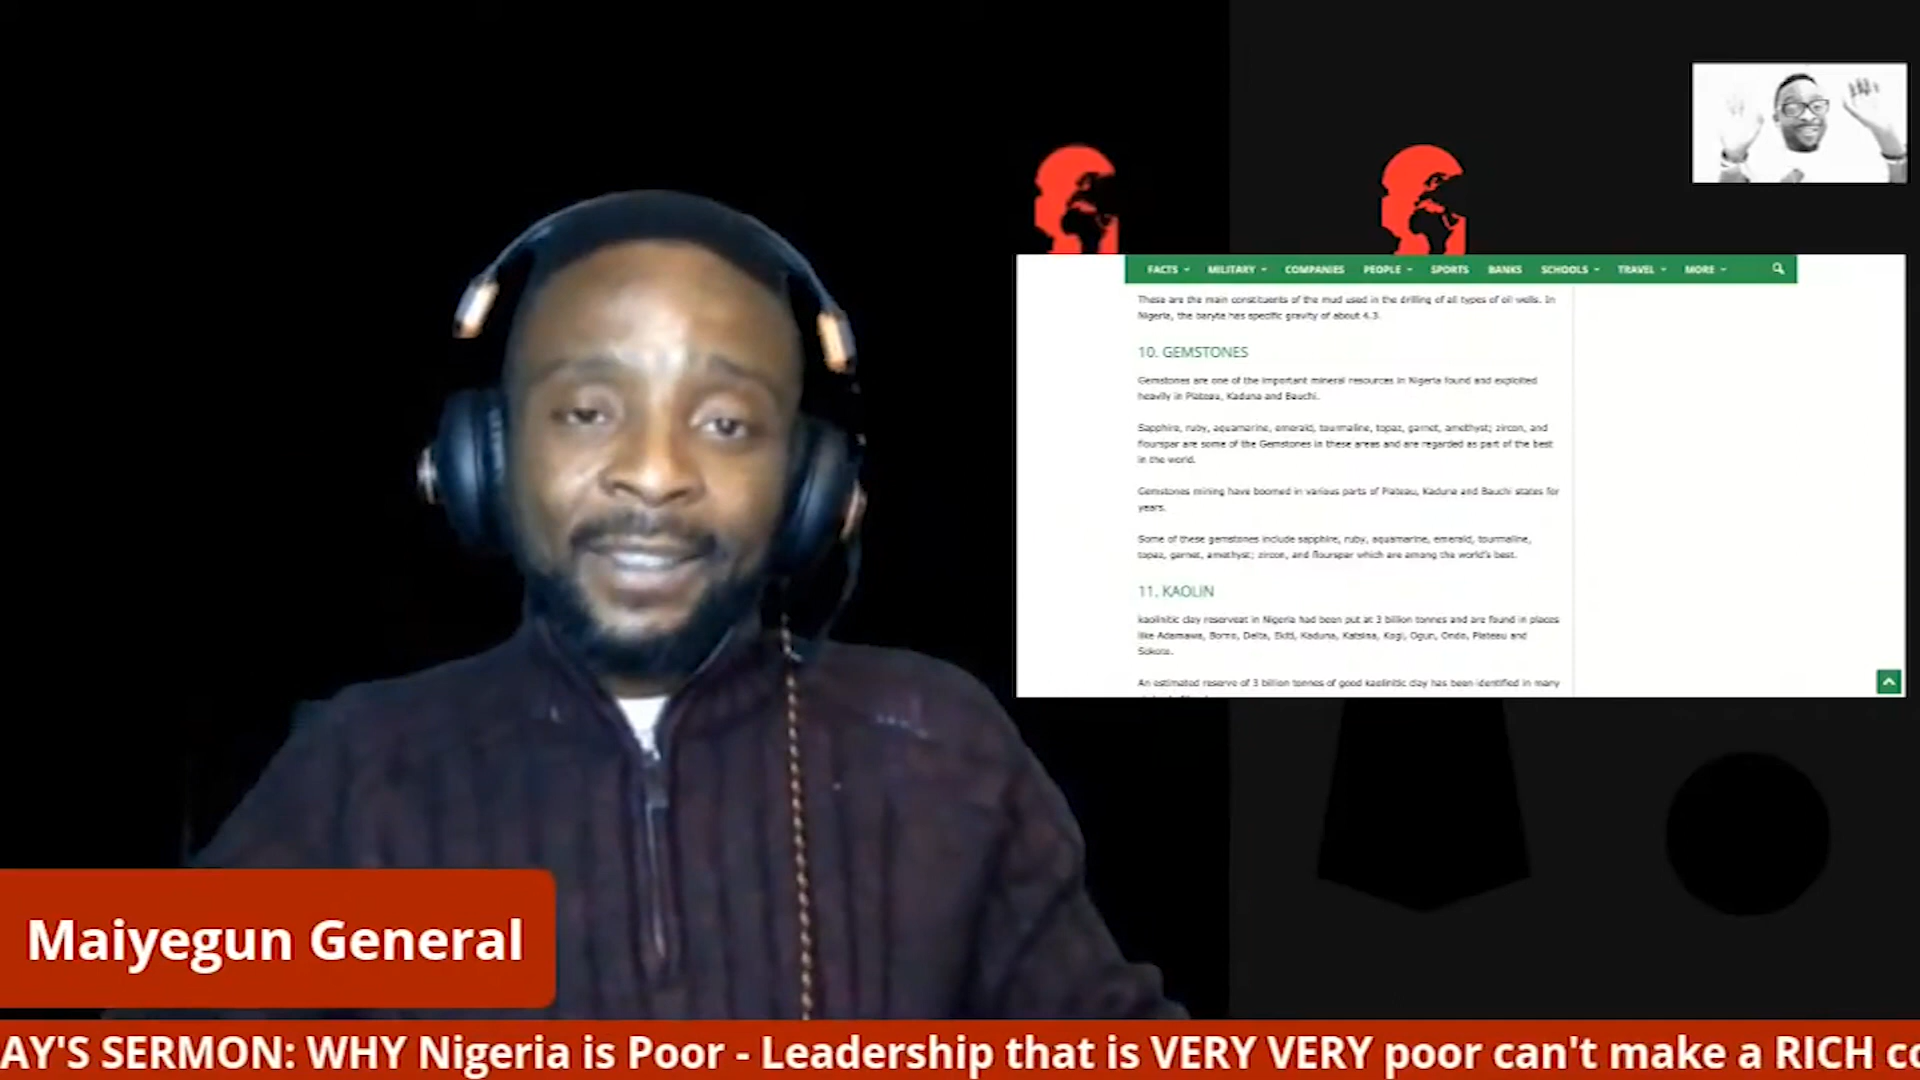 FACTS MILITARY COMPANIES PEOPLE SPORTS BANKS SCHOOLS TRAVEL MORE
These are the main constituents of the mud used in the drilling of all types of oil wells. In
Nigeria, the baryte has specific gravity of about 4.3.
10. GEMSTONES
Gemstones are one of the important mineral resources in Nigeria found and exploited
heavily in Plateau, Kaduna and Bauchi.
Sapphire, ruby, aquamarine, emerald, tourmaline, topaz, garnet, amethyst; zircon, and
flourspar are some of the Gemstones in these areas and are regarded as part of the best
in the world.
Gemstones mining have boomed in various parts of Plateau, Kaduna and Bauchi states for
years.
Some of these gemstones include sapphire, ruby, aquamarine, emerald, tourmaline,
topaz, garnet, amethyst; zircon, and flourspar which are among the world's best.
11. KAOLIN
kaolinitic clay reserveat in Nigeria had been put at 3 billion tonnes and are found in places
like Adamawa, Borno, Delta, Ekiti, Kaduna, Katsina, Kogi, Ogun, Ondo, Plateau and
Sokoto.
An estimated reserve of 3 billion tonnes of good kaolinitic clay has been identified in many
Maiyegun General
AY'S SERMON: WHY Nigeria is Poor - Leadership that is VERY VERY poor can't make a RICH co